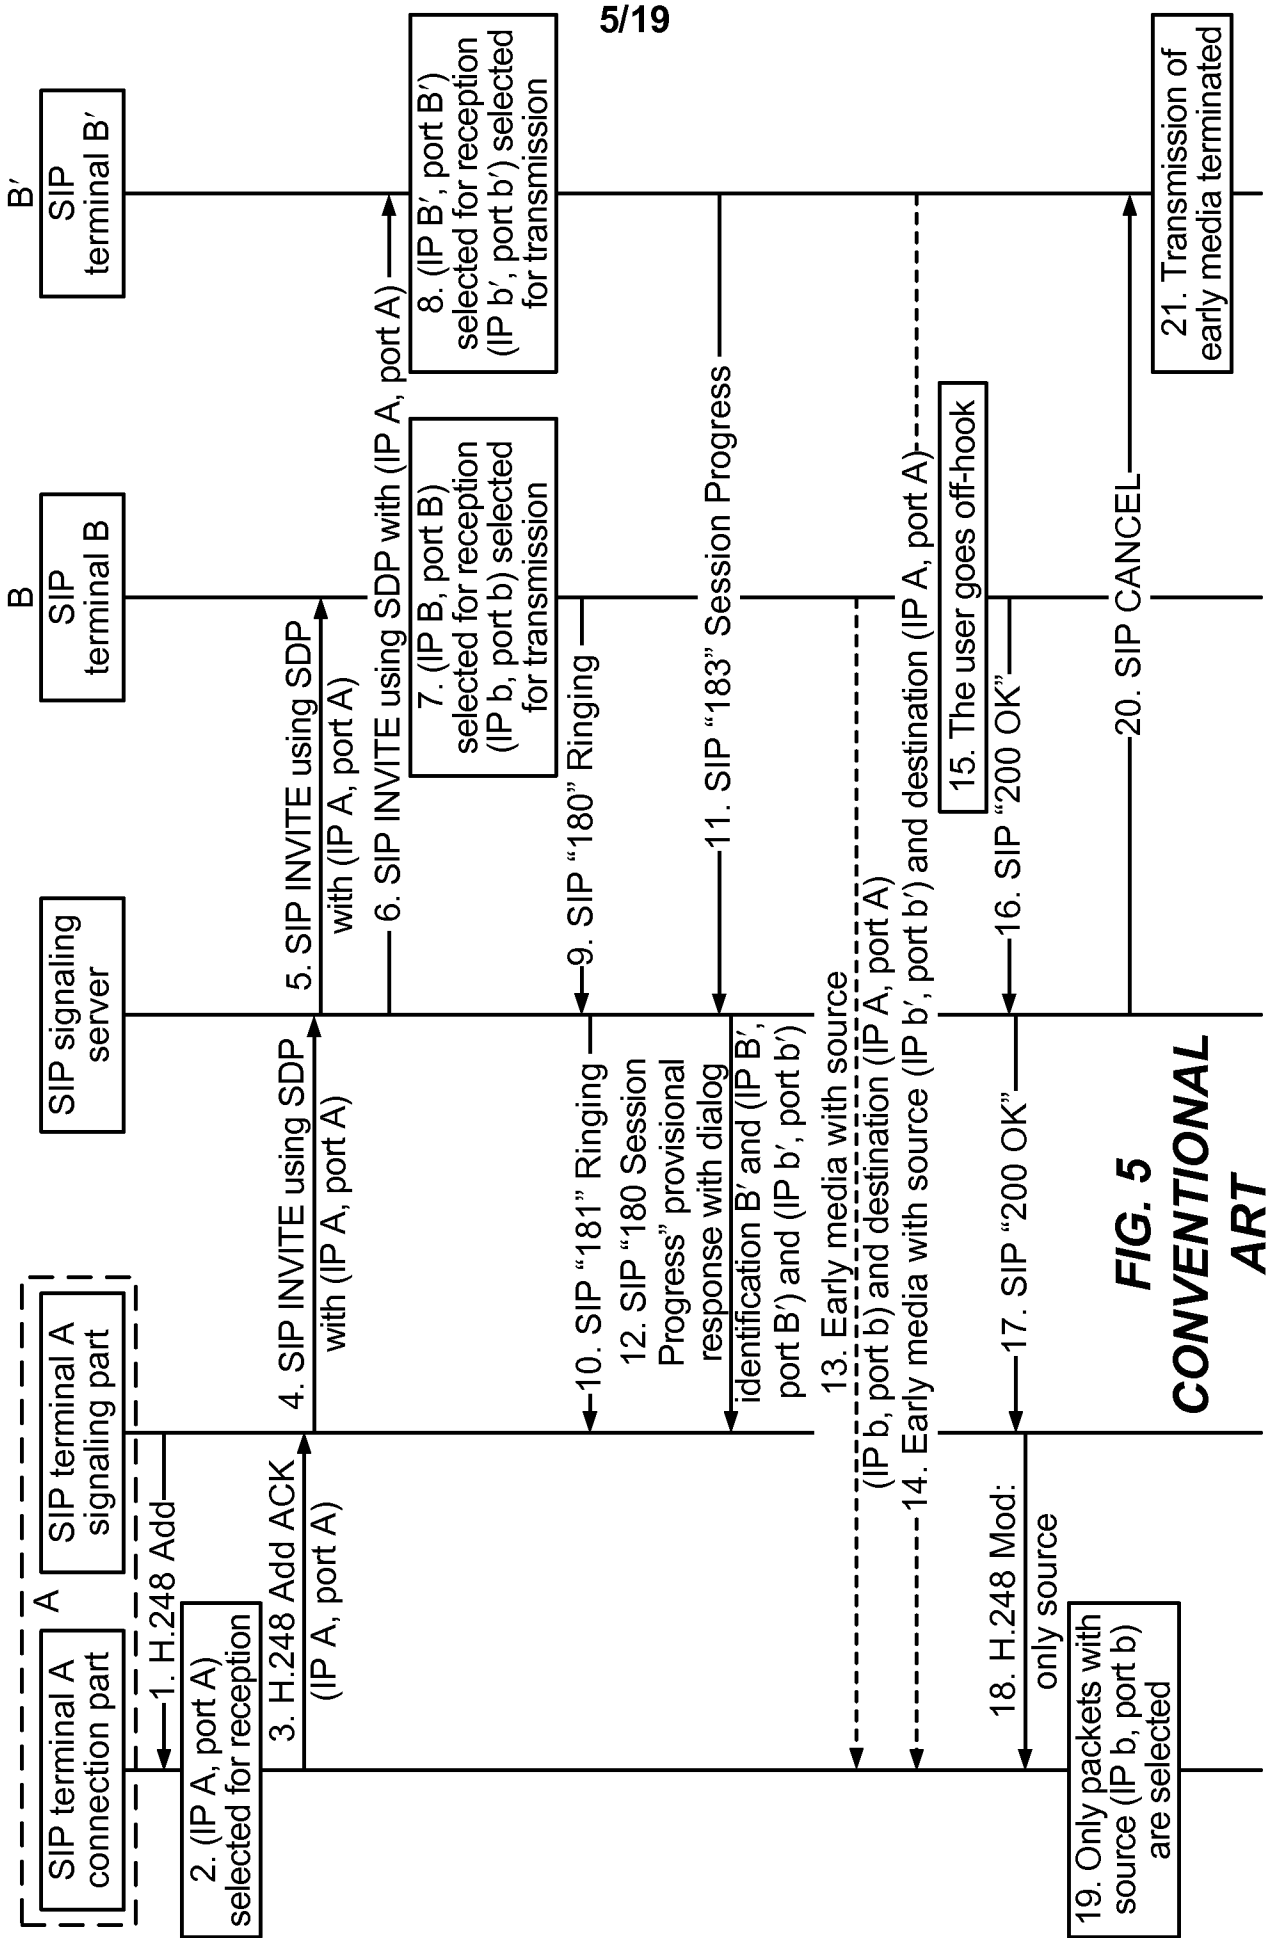 5/19
A
B
B′
SIP terminal A
connection part
SIP terminal A
signaling part
SIP signaling
server
SIP
terminal B
SIP
terminal B′
1. H.248 Add
2. (IP A, port A)
selected for reception
3. H.248 Add ACK
(IP A, port A)
4. SIP INVITE using SDP
with (IP A, port A)
5. SIP INVITE using SDP
with (IP A, port A)
6. SIP INVITE using SDP with (IP A, port A)
7. (IP B, port B)
selected for reception
(IP b, port b) selected
for transmission
8. (IP B′, port B′)
selected for reception
(IP b′, port b′) selected
for transmission
9. SIP “180” Ringing
10. SIP “181” Ringing
11. SIP “183” Session Progress
12. SIP “180 Session
Progress” provisional
response with dialog
identification B′ and (IP B′,
port B′) and (IP b′, port b′)
13. Early media with source
(IP b, port b) and destination (IP A, port A)
14. Early media with source (IP b′, port b′) and destination (IP A, port A)
15. The user goes off-hook
16. SIP “200 OK”
17. SIP “200 OK”
18. H.248 Mod:
only source
19. Only packets with
source (IP b, port b)
are selected
20. SIP CANCEL
21. Transmission of
early media terminated
FIG. 5
CONVENTIONAL
ART